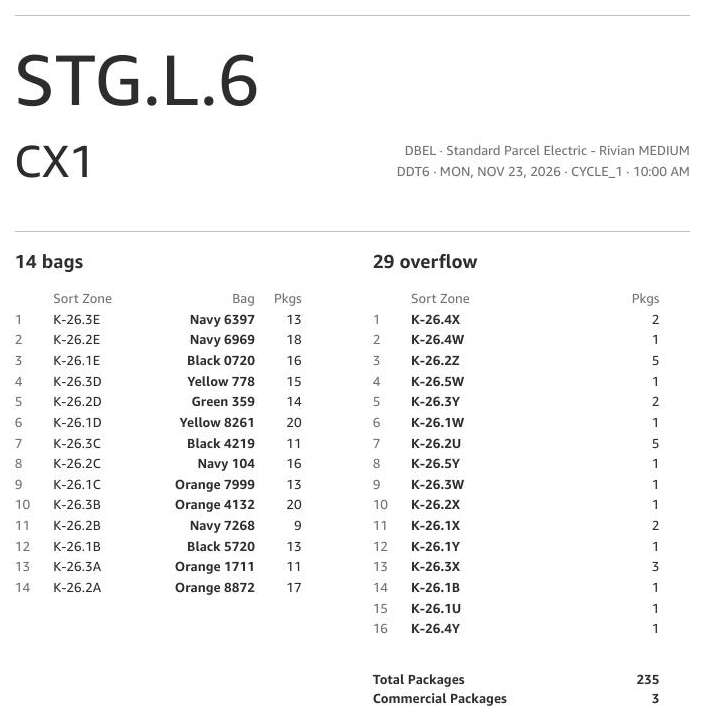 STG.L.6
CX1
DBEL · Standard Parcel Electric - Rivian MEDIUM
DDT6 · MON, NOV 23, 2026 · CYCLE_1 · 10:00 AM
14 bags
Sort Zone Bag Pkgs
1 K-26.3E Navy 6397 13
2 K-26.2E Navy 6969 18
3 K-26.1E Black 0720 16
4 K-26.3D Yellow 778 15
5 K-26.2D Green 359 14
6 K-26.1D Yellow 8261 20
7 K-26.3C Black 4219 11
8 K-26.2C Navy 104 16
9 K-26.1C Orange 7999 13
10 K-26.3B Orange 4132 20
11 K-26.2B Navy 7268 9
12 K-26.1B Black 5720 13
13 K-26.3A Orange 1711 11
14 K-26.2A Orange 8872 17
29 overflow
Sort Zone Pkgs
1 K-26.4X 2
2 K-26.4W 1
3 K-26.2Z 5
4 K-26.5W 1
5 K-26.3Y 2
6 K-26.1W 1
7 K-26.2U 5
8 K-26.5Y 1
9 K-26.3W 1
10 K-26.2X 1
11 K-26.1X 2
12 K-26.1Y 1
13 K-26.3X 3
14 K-26.1B 1
15 K-26.1U 1
16 K-26.4Y 1
Total Packages 235
Commercial Packages 3